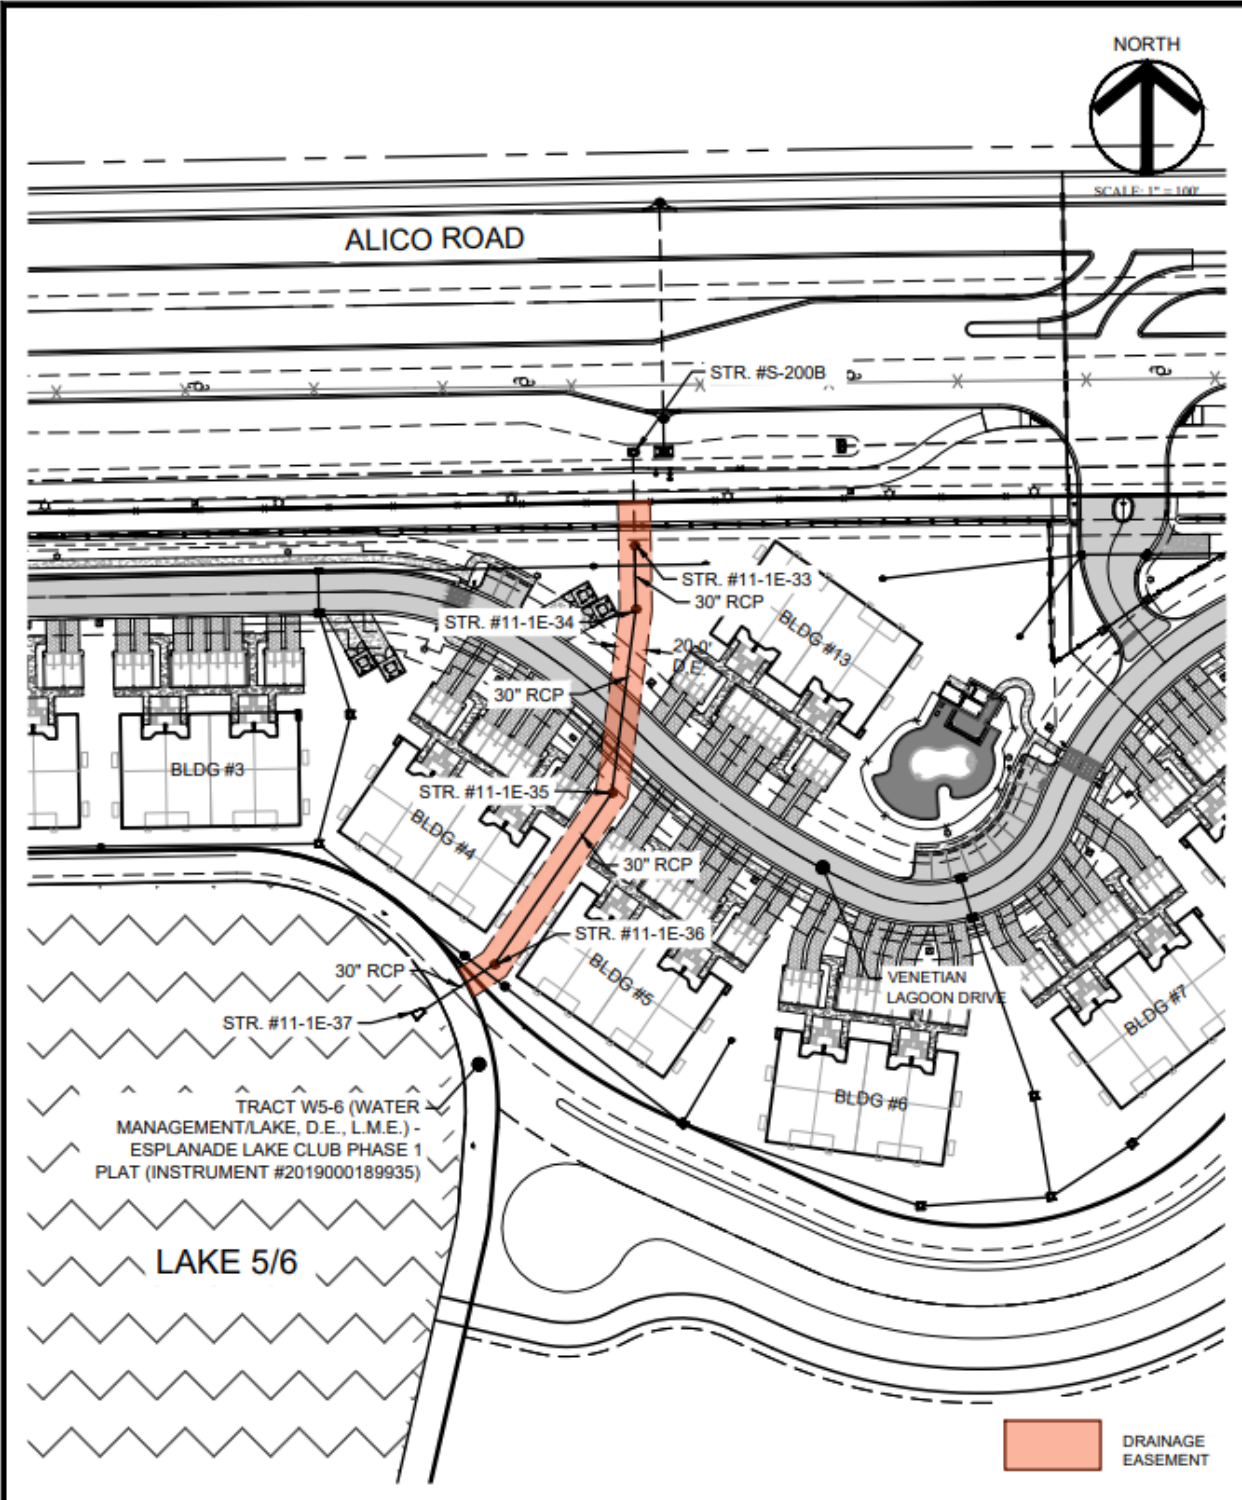 NORTH
SCALE: 1" = 100'
ALICO ROAD
STR. #S-200B
STR. #11-1E-33
30" RCP
STR. #11-1E-34
BLDG #13
20.0'
D.E.
30" RCP
BLDG #3
STR. #11-1E-35
BLDG #4
30" RCP
STR. #11-1E-36
30" RCP
BLDG #5
VENETIAN
LAGOON DRIVE
STR. #11-1E-37
BLDG #7
BLDG #6
TRACT W5-6 (WATER
MANAGEMENT/LAKE, D.E., L.M.E.) -
ESPLANADE LAKE CLUB PHASE 1
PLAT (INSTRUMENT #2019000189935)
LAKE 5/6
DRAINAGE
EASEMENT